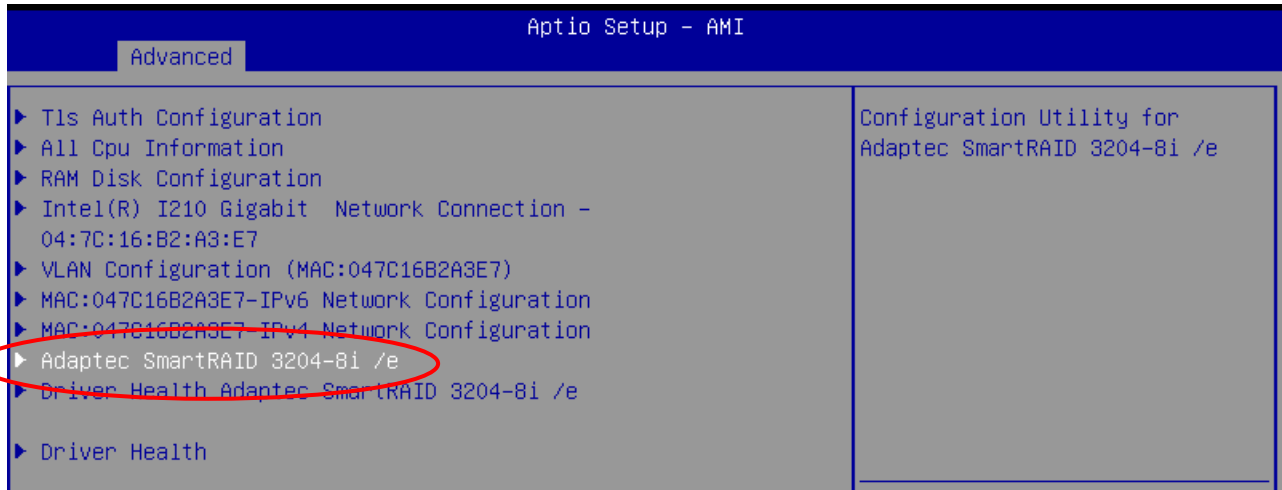 Aptio Setup – AMI
Advanced
▶ Tls Auth Configuration
▶ All Cpu Information
▶ RAM Disk Configuration
▶ Intel(R) I210 Gigabit  Network Connection –
04:7C:16:B2:A3:E7
▶ VLAN Configuration (MAC:047C16B2A3E7)
▶ MAC:047C16B2A3E7-IPv6 Network Configuration
▶ MAC:047C16B2A3E7-IPv4 Network Configuration
▶ Adaptec SmartRAID 3204-8i /e
▶ Driver Health Adaptec SmartRAID 3204-8i /e
▶ Driver Health
Configuration Utility for
Adaptec SmartRAID 3204-8i /e